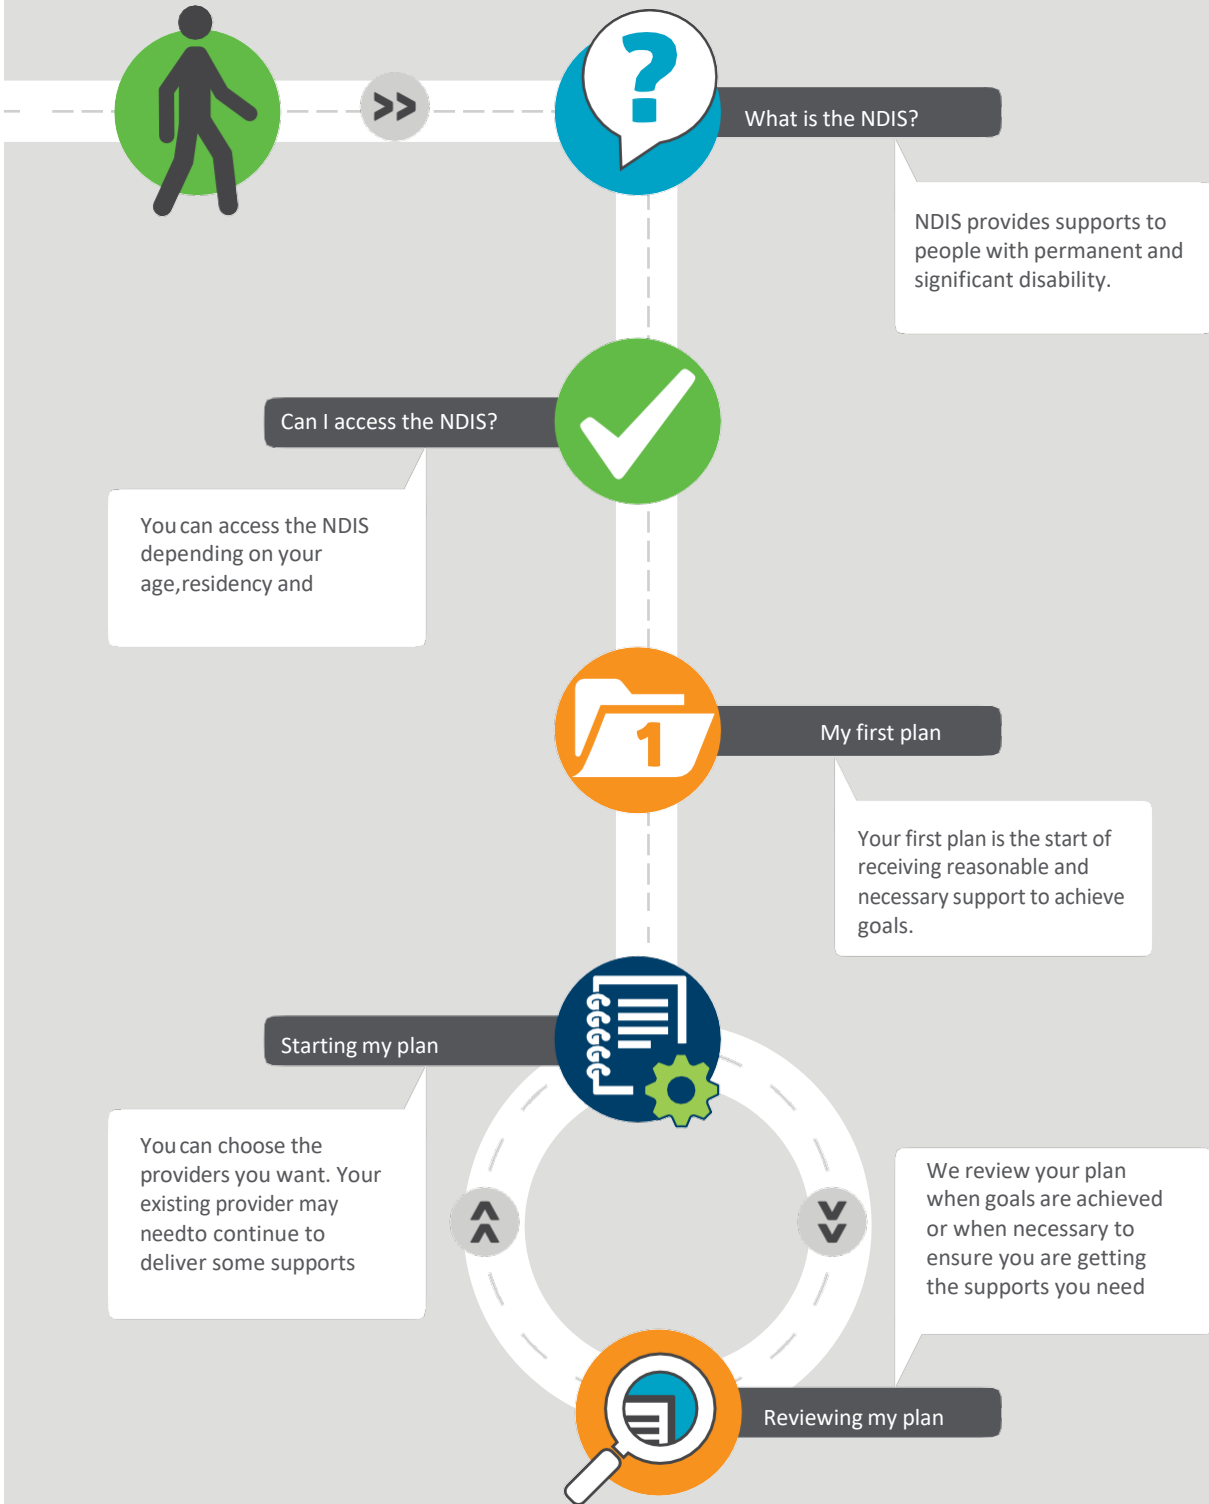 ?
What is the NDIS?
NDIS provides supports to
people with permanent and
significant disability.
Can I access the NDIS?
You can access the NDIS
depending on your
age,residency and
1
My first plan
Your first plan is the start of
receiving reasonable and
necessary support to achieve
goals.
Starting my plan
You can choose the
providers you want. Your
existing provider may
needto continue to
deliver some supports
We review your plan
when goals are achieved
or when necessary to
ensure you are getting
the supports you need
Reviewing my plan